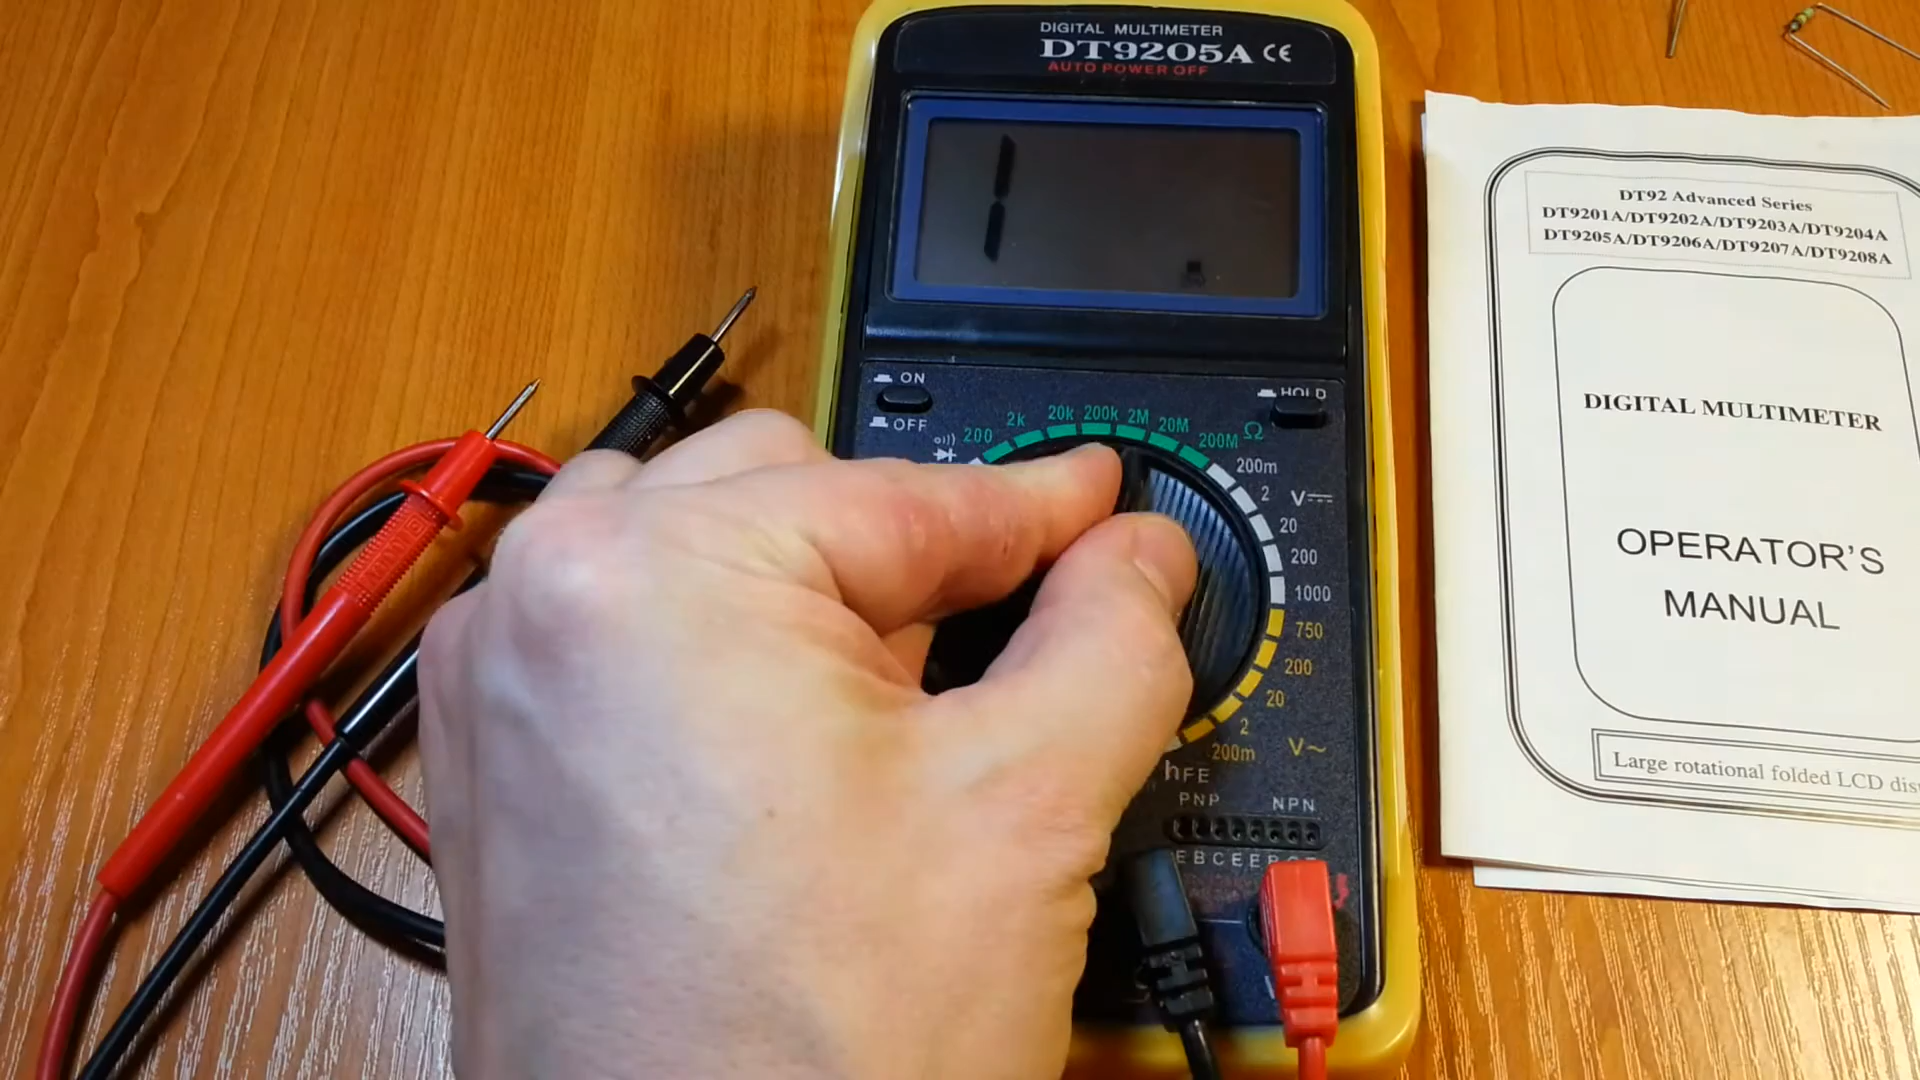 DIGITAL MULTIMETER
DT9205A CE
AUTO POWER OFF
1
ON
OFF
HOLD
200 2k 20k 200k 2M 20M 200M Ω
200m
2
V
20
200
1000
750
200
20
2
V~
200m
hFE
PNP NPN
E B C E E B C E
DT92 Advanced Series
DT9201A/DT9202A/DT9203A/DT9204A
DT9205A/DT9206A/DT9207A/DT9208A
DIGITAL MULTIMETER
OPERATOR'S
MANUAL
Large rotational folded LCD